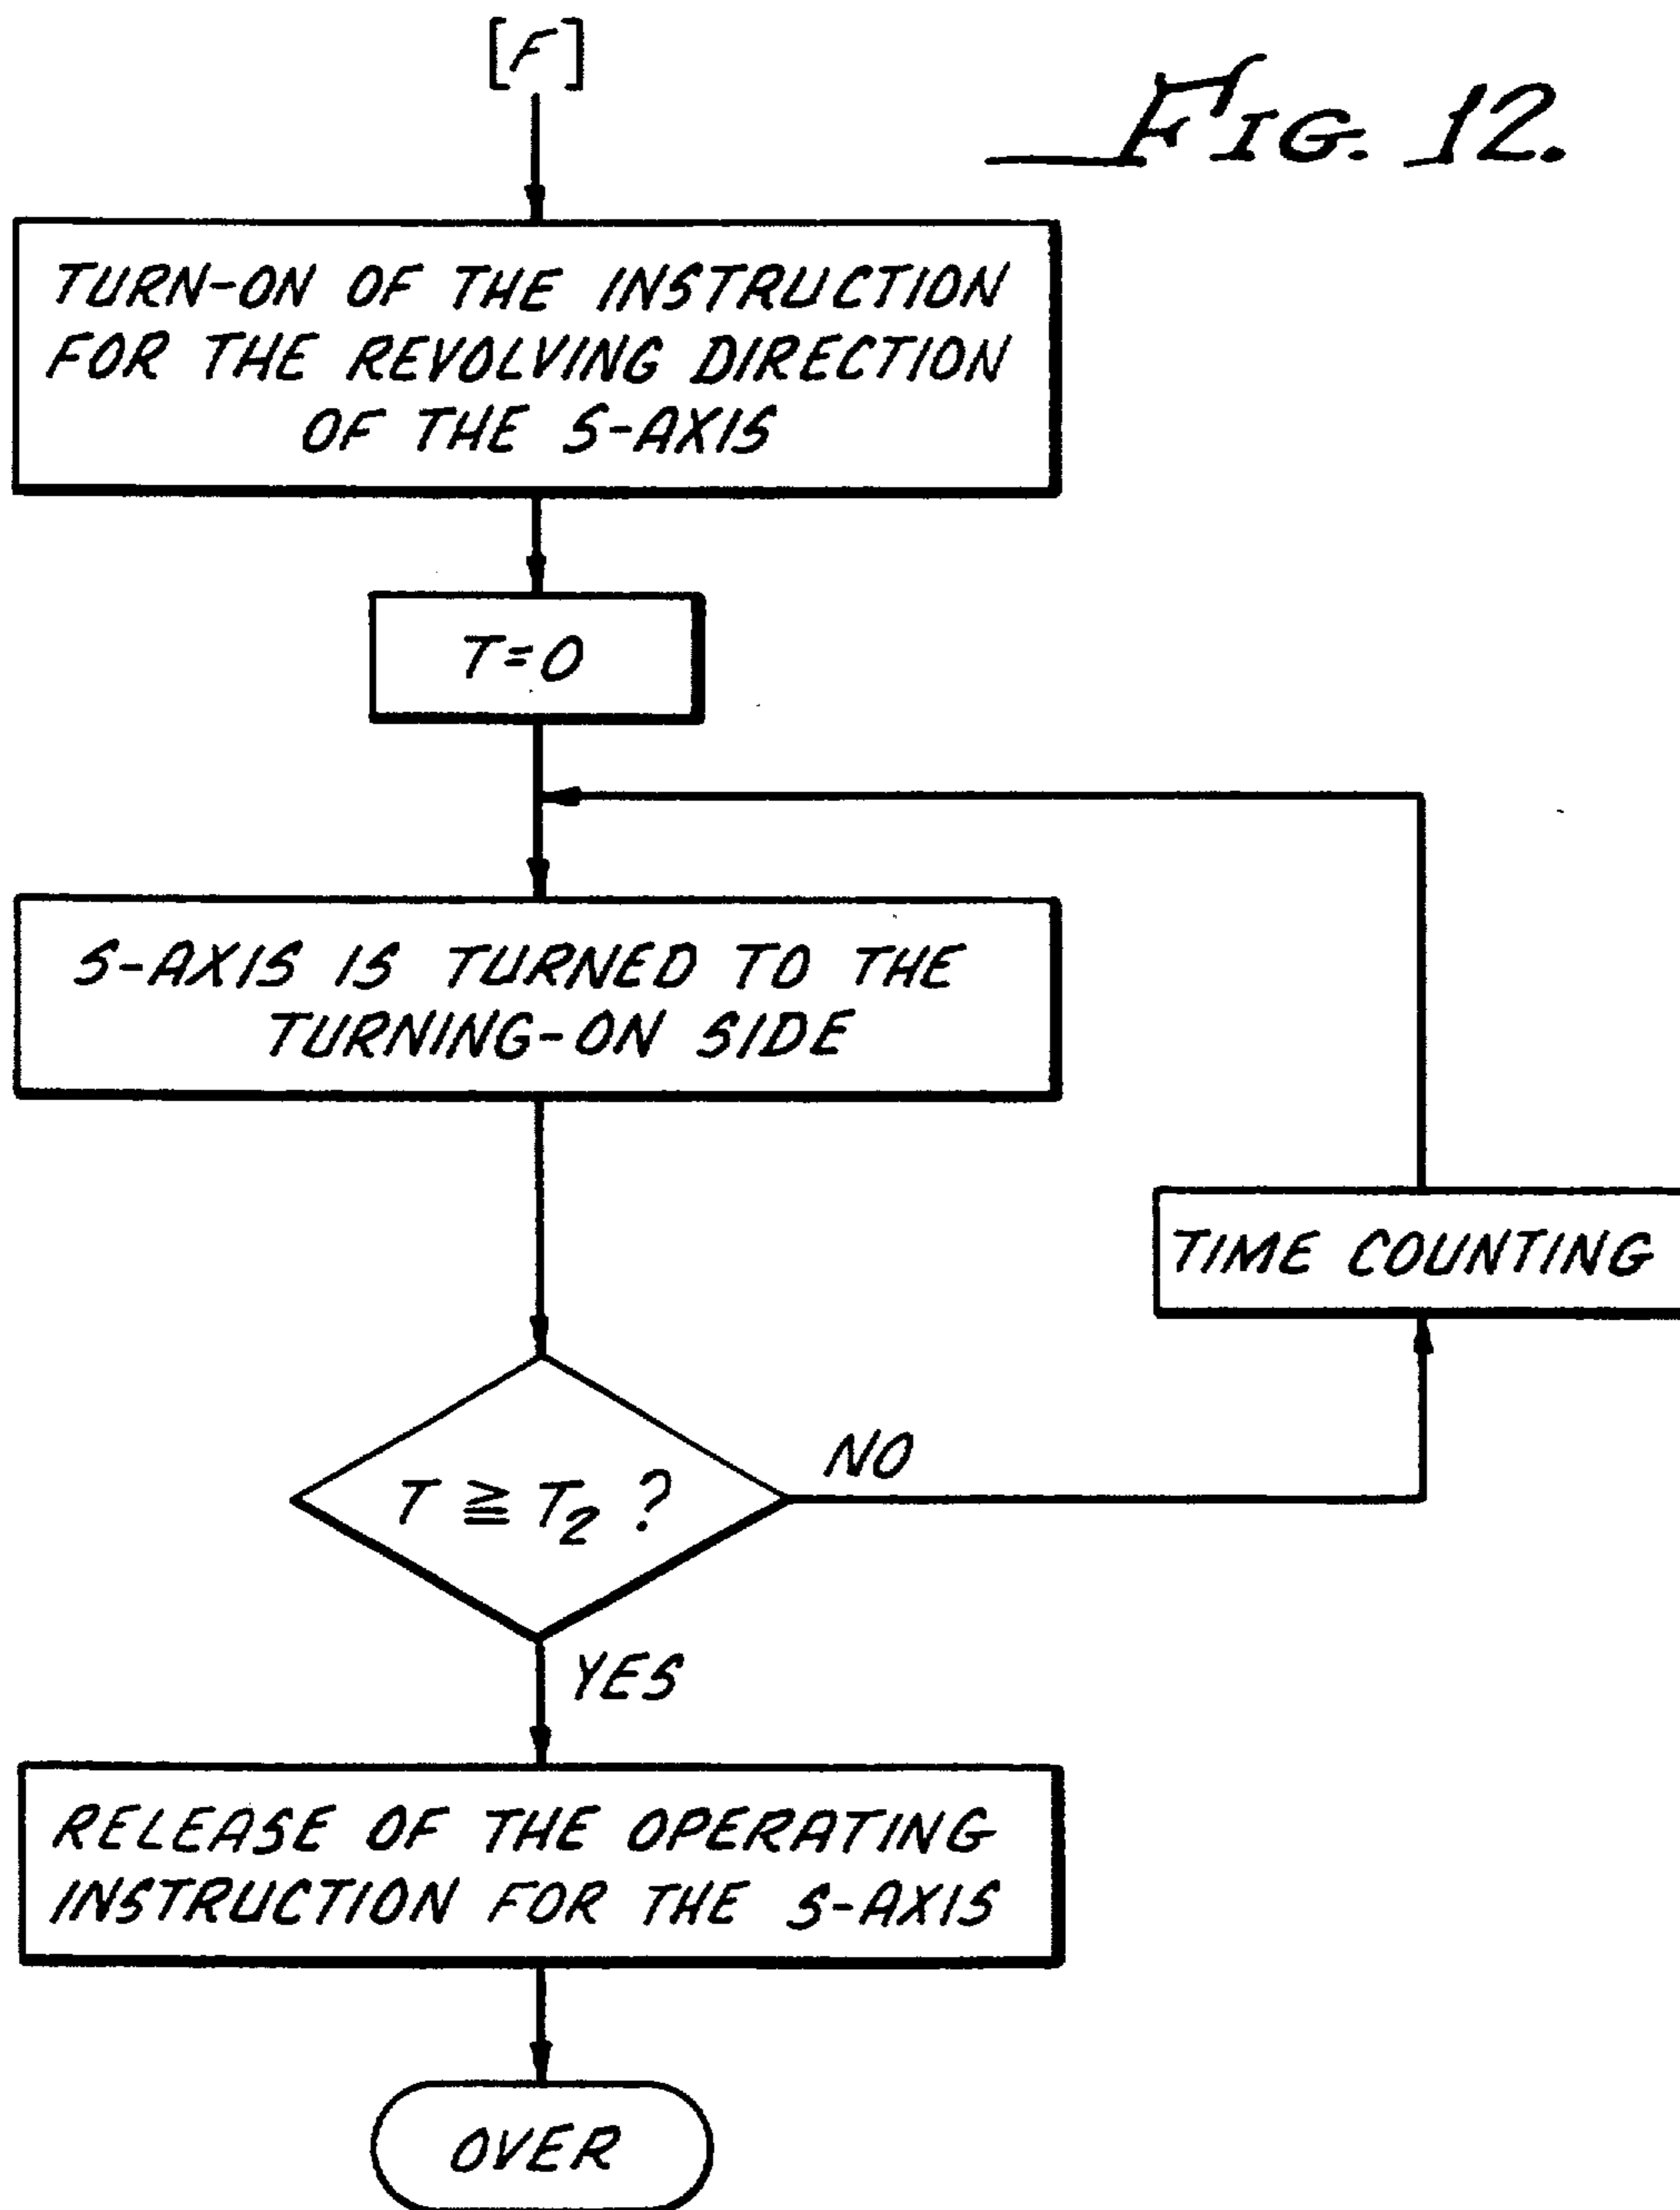 [F]
FIG. 12.
TURN-ON OF THE INSTRUCTION
FOR THE REVOLVING DIRECTION
OF THE S-AXIS
T=0
S-AXIS IS TURNED TO THE
TURNING-ON SIDE
TIME COUNTING
NO
T ≧ T₂ ?
YES
RELEASE OF THE OPERATING
INSTRUCTION FOR THE S-AXIS
OVER